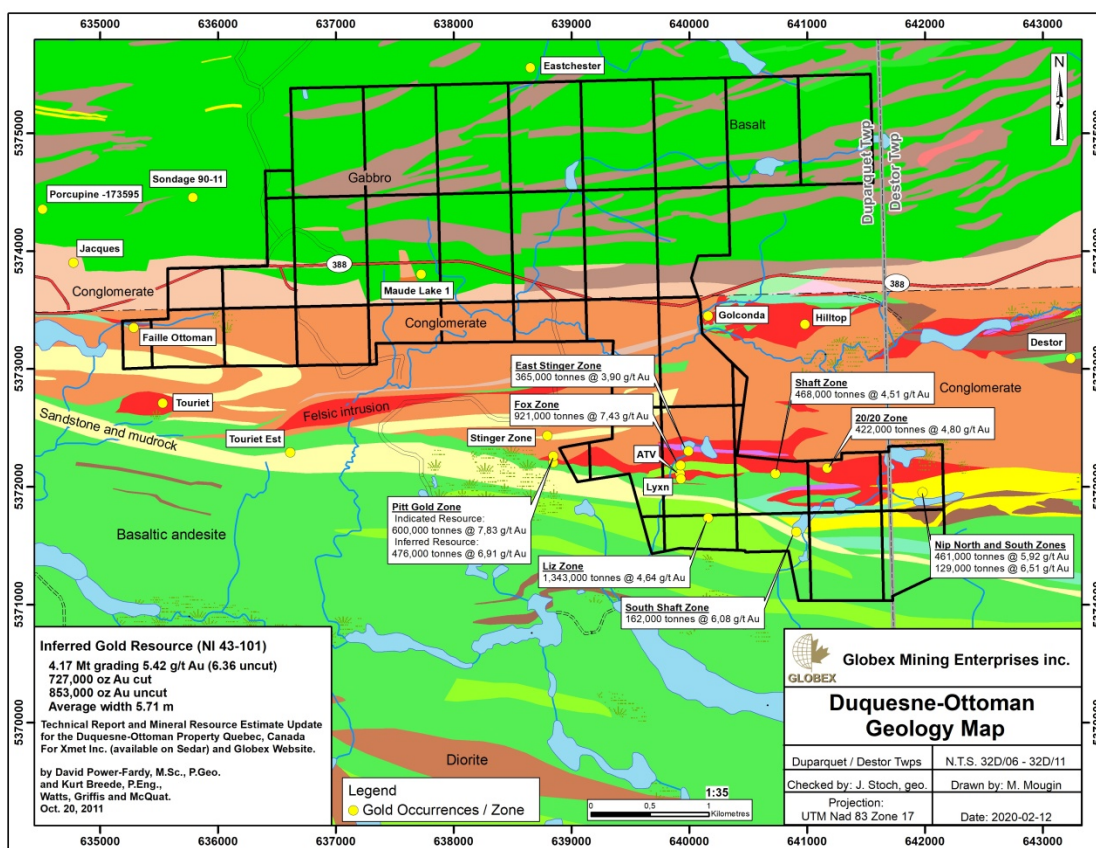 635000 636000 637000 638000 639000 640000 641000 642000 643000
Eastchester
N
5375000
Basalt
5375000
Duparquet Twp
Destor Twp
Sondage 90-11
Gabbro
Porcupine -173595
5374000
Jacques
388
5374000
Maude Lake 1
388
Conglomerate
Conglomerate
Golconda
Hilltop
Faille Ottoman
Destor
5373000
East Stinger Zone
365,000 tonnes @ 3,90 g/t Au
Shaft Zone
468,000 tonnes @ 4,51 g/t Au
Conglomerate
Touriet
Felsic intrusion
Fox Zone
921,000 tonnes @ 7,43 g/t Au
20/20 Zone
422,000 tonnes @ 4,80 g/t Au
Sandstone and mudrock
Touriet Est
Stinger Zone
ATV
Lyxn
5372000
Pitt Gold Zone
Indicated Resource:
600,000 tonnes @ 7,83 g/t Au
Inferred Resource:
476,000 tonnes @ 6,91 g/t Au
Basaltic andesite
Nip North and South Zones
461,000 tonnes @ 5,92 g/t Au
129,000 tonnes @ 6,51 g/t Au
Liz Zone
1,343,000 tonnes @ 4,64 g/t Au
South Shaft Zone
162,000 tonnes @ 6,08 g/t Au
5371000
5371000
Inferred Gold Resource (NI 43-101)
4.17 Mt grading 5.42 g/t Au (6.36 uncut)
727,000 oz Au cut
853,000 oz Au uncut
Average width 5.71 m
Technical Report and Mineral Resource Estimate Update
for the Duquesne-Ottoman Property Quebec, Canada
For Xmet Inc. (available on Sedar) and Globex Website.
by David Power-Fardy, M.Sc., P.Geo.
and Kurt Breede, P.Eng.,
Watts, Griffis and McQuat.
Oct. 20, 2011
5370000
Diorite
Legend
Gold Occurrences / Zone
1:35
0 0,5 1
Kilometres
GLOBEX
Globex Mining Enterprises inc.
Duquesne-Ottoman
Geology Map
Duparquet / Destor Twps
N.T.S. 32D/06 - 32D/11
Checked by: J. Stoch, geo.
Drawn by: M. Mougin
Projection:
UTM Nad 83 Zone 17
Date: 2020-02-12
5370000
635000 636000 637000 638000 639000 640000 641000 642000 643000